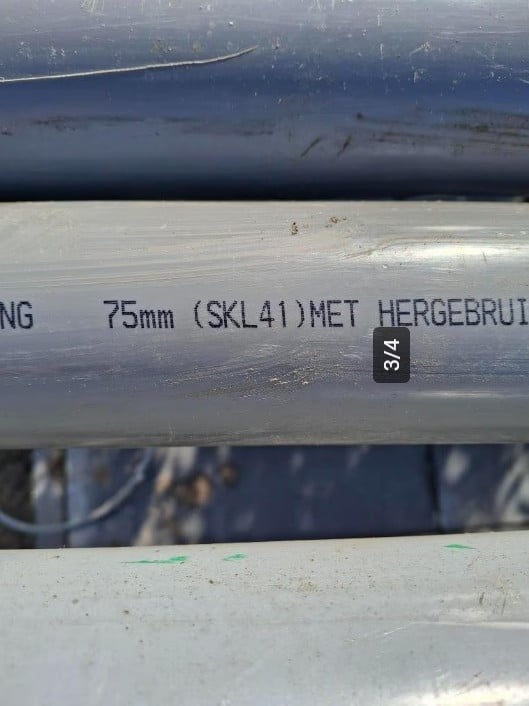 NG 75mm (SKL41)MET HERGEBRUI
3/4